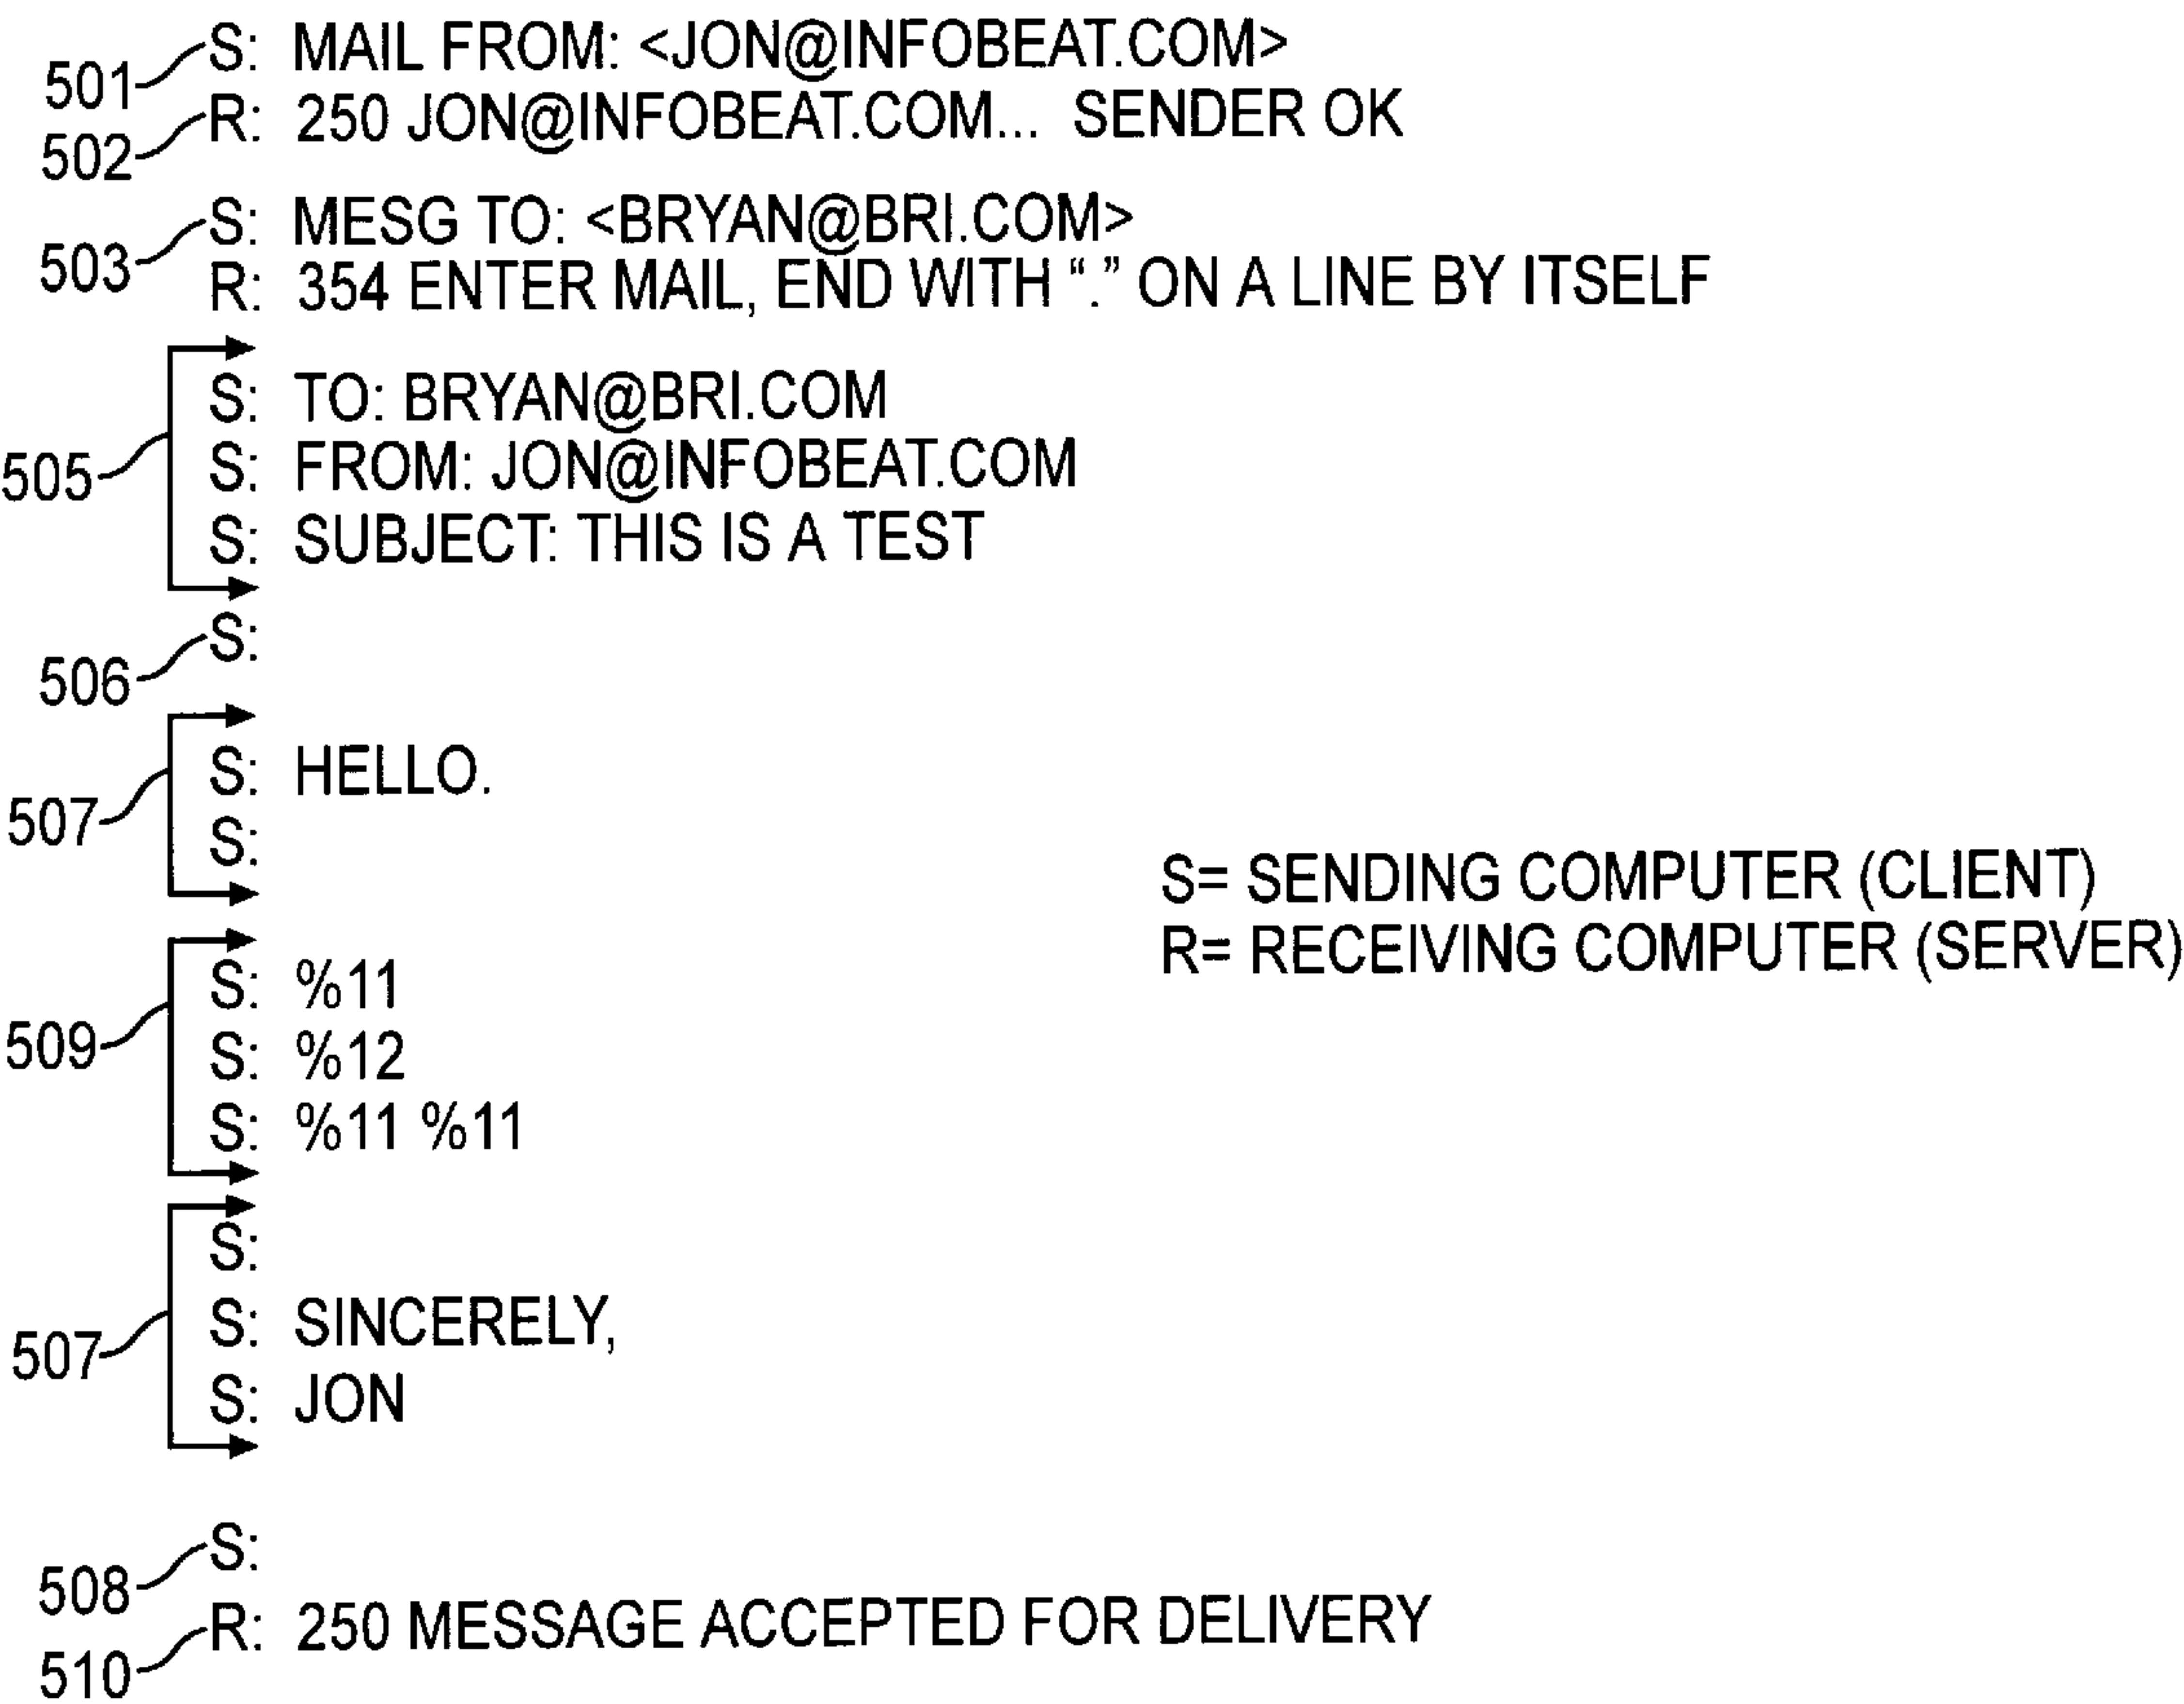 501 S: MAIL FROM: <JON@INFOBEAT.COM>
502 R: 250 JON@INFOBEAT.COM... SENDER OK
503 S: MESG TO: <BRYAN@BRI.COM>
R: 354 ENTER MAIL, END WITH “ . ” ON A LINE BY ITSELF
505
S: TO: BRYAN@BRI.COM
S: FROM: JON@INFOBEAT.COM
S: SUBJECT: THIS IS A TEST
506 S:
507
S: HELLO.
S:
S= SENDING COMPUTER (CLIENT)
R= RECEIVING COMPUTER (SERVER)
509
S: %11
S: %12
S: %11 %11
507
S:
S: SINCERELY,
S: JON
508 S:
510 R: 250 MESSAGE ACCEPTED FOR DELIVERY